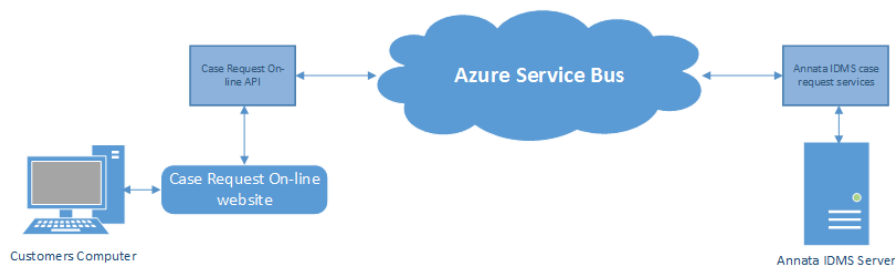 Case Request On-
line API
Azure Service Bus
Annata IDMS case
request services
Case Request On-line
website
Customers Computer
Annata IDMS Server